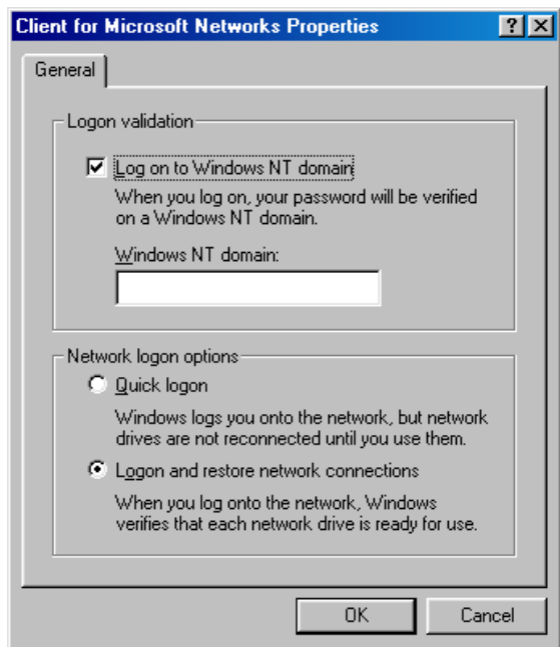 Client for Microsoft Networks Properties
General
Logon validation
Log on to Windows NT domain
When you log on, your password will be verified
on a Windows NT domain.
Windows NT domain:
Network logon options
Quick logon
Windows logs you onto the network, but network
drives are not reconnected until you use them.
Logon and restore network connections
When you log onto the network, Windows
verifies that each network drive is ready for use.
OK Cancel